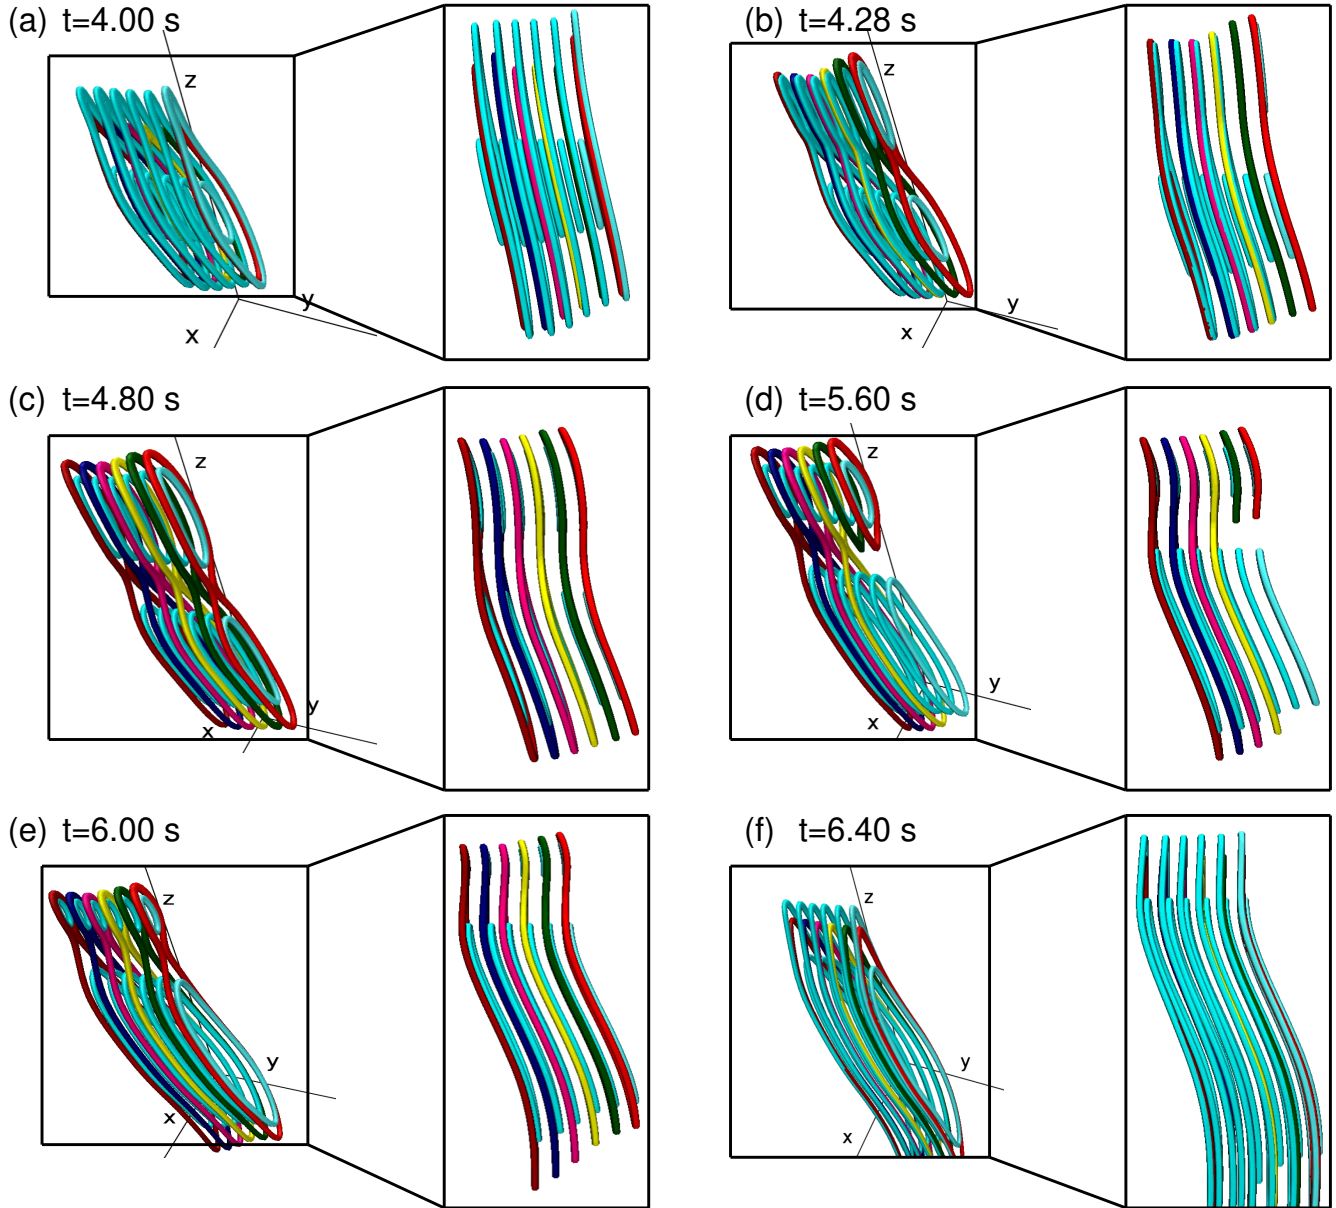 (a) t=4.00 s
z
y
x
(b) t=4.28 s
z
y
x
(c) t=4.80 s
z
y
x
(d) t=5.60 s
z
y
x
(e) t=6.00 s
z
y
x
(f) t=6.40 s
z
y
x